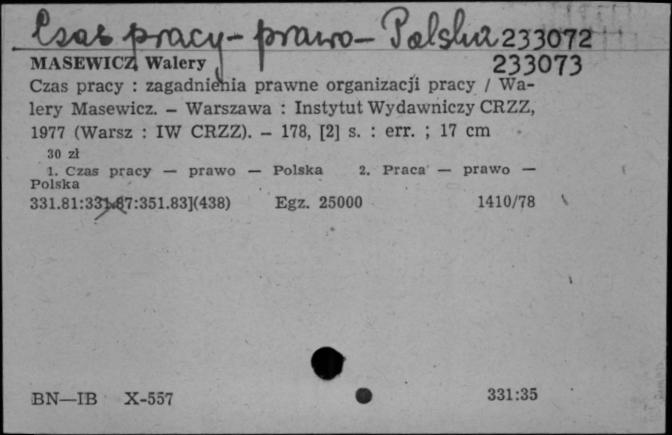 Czas pracy - prawo - Polska 233072
MASEWICZ Walery 233073
Czas pracy : zagadnienia prawne organizacji pracy / Wa-
lery Masewicz. — Warszawa : Instytut Wydawniczy CRZZ,
1977 (Warsz : IW CRZZ). — 178, [2] s. : err. ; 17 cm
30 zł
1. Czas pracy — prawo — Polska 2. Praca — prawo —
Polska
331.81:331.87:351.83](438) Egz. 25000 1410/78
BN—IB X-557 331:35